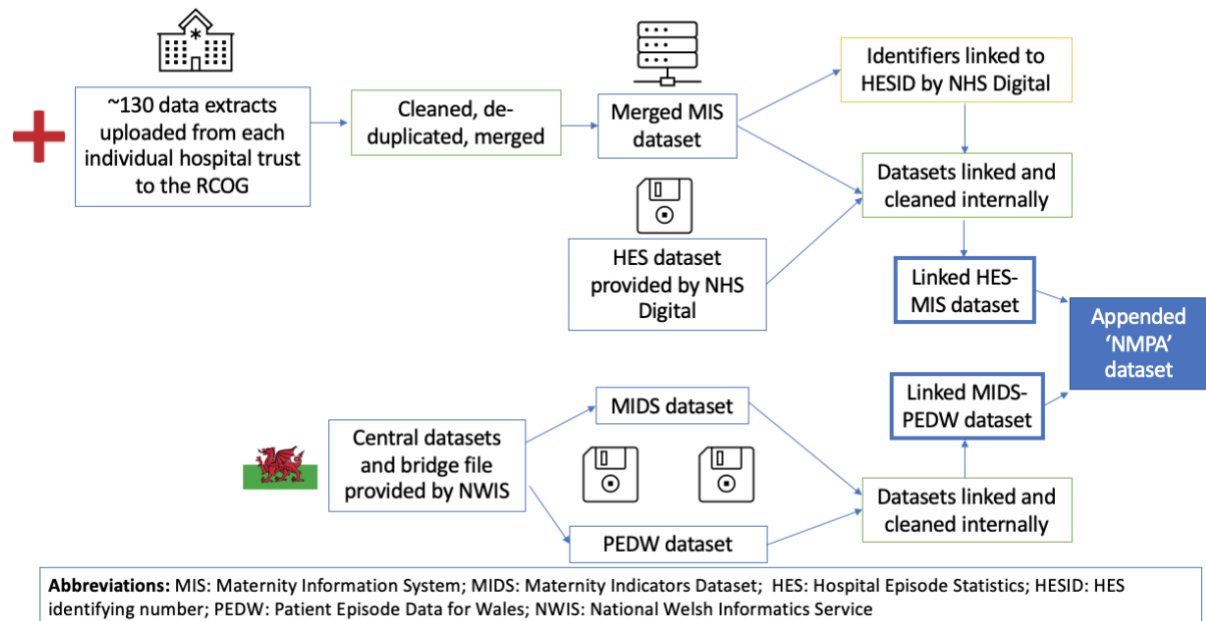 ~130 data extracts
uploaded from each
individual hospital trust
to the RCOG
Cleaned, de-
duplicated, merged
Merged MIS
dataset
Identifiers linked to
HESID by NHS Digital
HES dataset
provided by NHS
Digital
Datasets linked and
cleaned internally
Linked HES-
MIS dataset
Appended
‘NMPA’
dataset
Central datasets
and bridge file
provided by NWIS
MIDS dataset
PEDW dataset
Datasets linked and
cleaned internally
Linked MIDS-
PEDW dataset
Abbreviations: MIS: Maternity Information System; MIDS: Maternity Indicators Dataset;  HES: Hospital Episode Statistics; HESID: HES
identifying number; PEDW: Patient Episode Data for Wales; NWIS: National Welsh Informatics Service